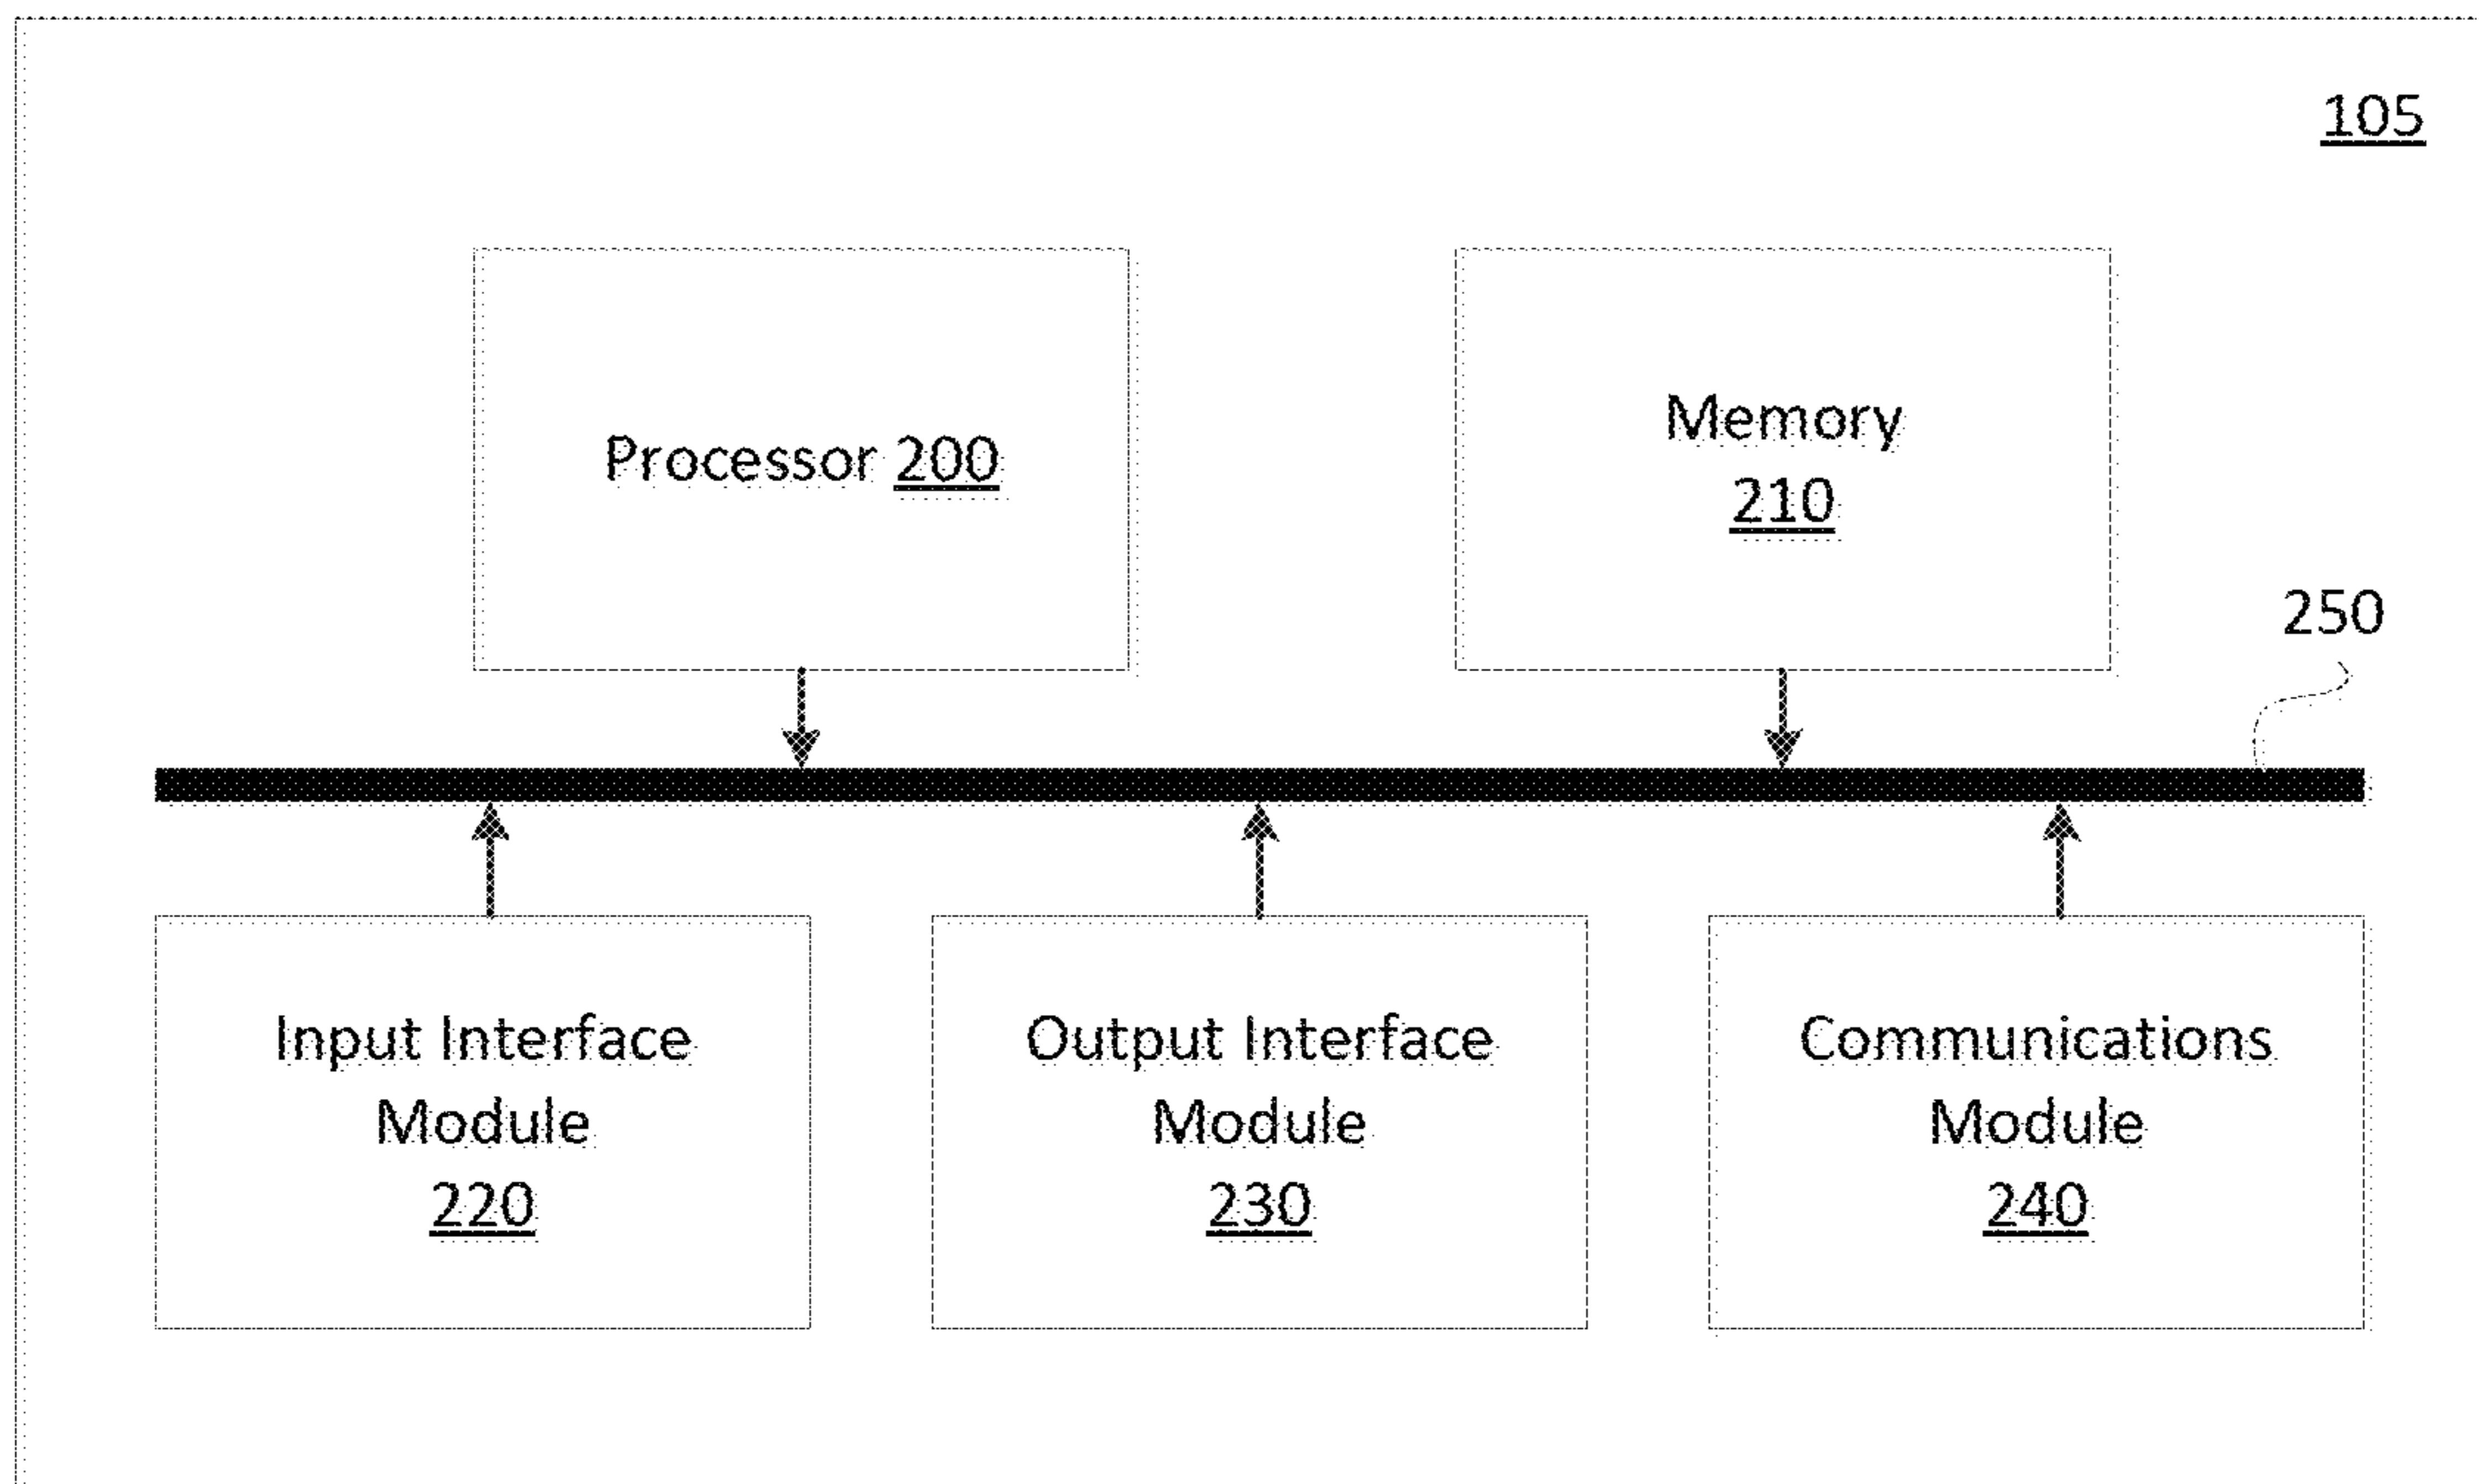 105
Processor 200
Memory
210
250
Input Interface
Module
220
Output Interface
Module
230
Communications
Module
240